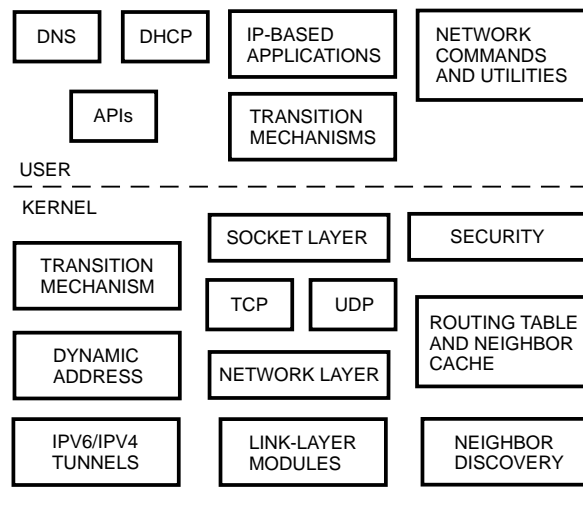 DNS
DHCP
IP-BASED
APPLICATIONS
NETWORK
COMMANDS
AND UTILITIES
APIs
TRANSITION
MECHANISMS
USER
KERNEL
SOCKET LAYER
SECURITY
TRANSITION
MECHANISM
TCP
UDP
ROUTING TABLE
AND NEIGHBOR
CACHE
DYNAMIC
ADDRESS
NETWORK LAYER
IPV6/IPV4
TUNNELS
LINK-LAYER
MODULES
NEIGHBOR
DISCOVERY